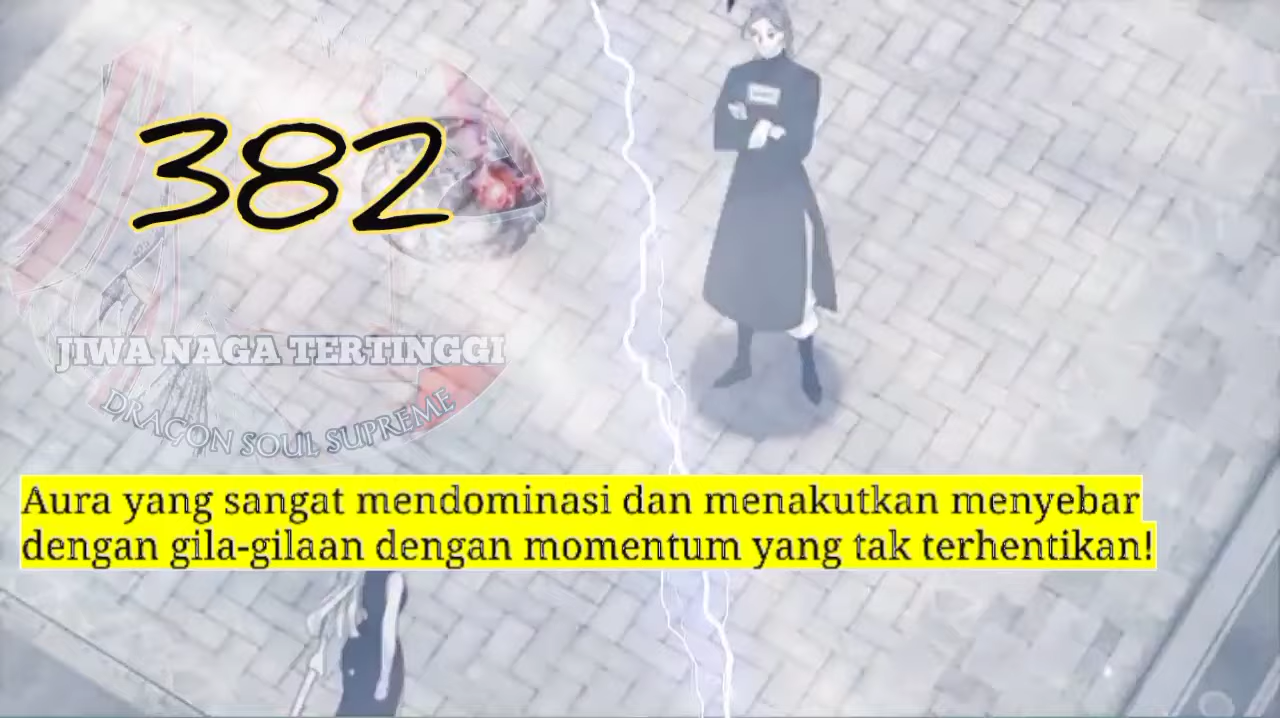 382
JIWA NAGA TERTINGGI
DRAGON SOUL SUPREME
Aura yang sangat mendominasi dan menakutkan menyebar
dengan gila-gilaan dengan momentum yang tak terhentikan!